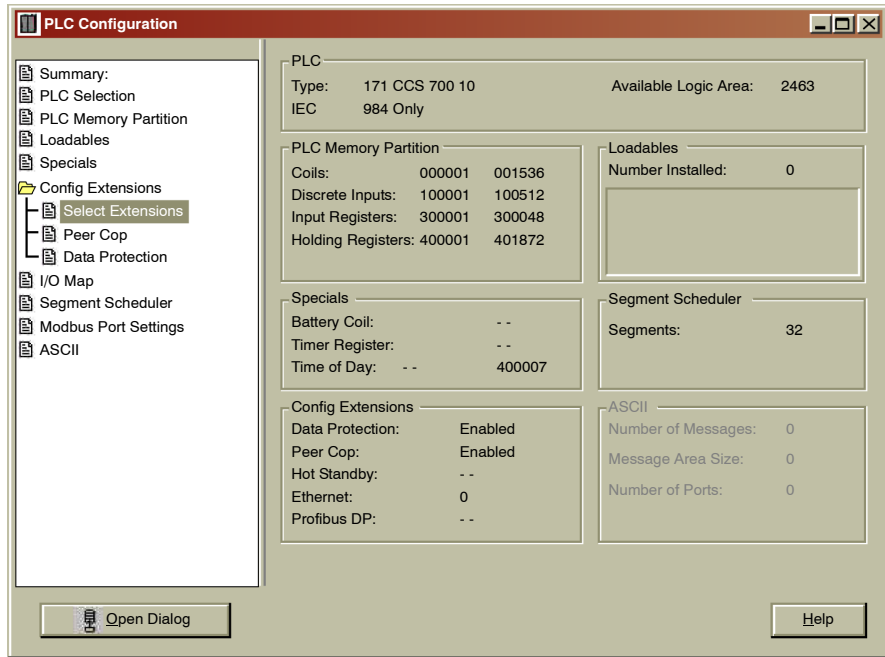 PLC Configuration
Summary:
PLC Selection
PLC Memory Partition
Loadables
Specials
Config Extensions
Select Extensions
Peer Cop
Data Protection
I/O Map
Segment Scheduler
Modbus Port Settings
ASCII
Open Dialog
PLC
Type: 171 CCS 700 10 Available Logic Area: 2463
IEC 984 Only
PLC Memory Partition
Coils: 000001 001536
Discrete Inputs: 100001 100512
Input Registers: 300001 300048
Holding Registers: 400001 401872
Loadables
Number Installed: 0
Specials
Battery Coil: - -
Timer Register: - -
Time of Day: - - 400007
Segment Scheduler
Segments: 32
Config Extensions
Data Protection: Enabled
Peer Cop: Enabled
Hot Standby: - -
Ethernet: 0
Profibus DP: - -
ASCII
Number of Messages: 0
Message Area Size: 0
Number of Ports: 0
Help